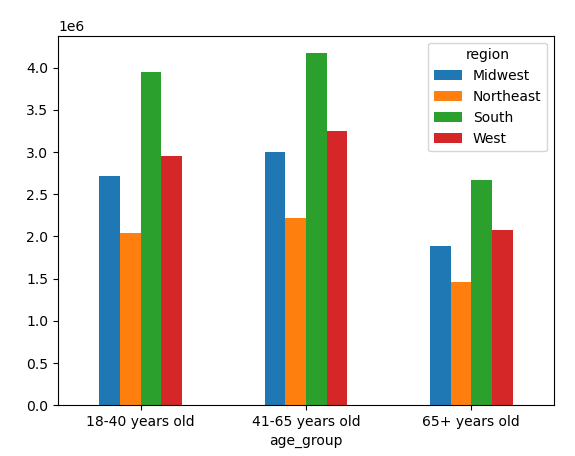 1e6
4.0
3.5
3.0
2.5
2.0
1.5
1.0
0.5
0.0
region
Midwest
Northeast
South
West
18-40 years old
41-65 years old
65+ years old
age_group